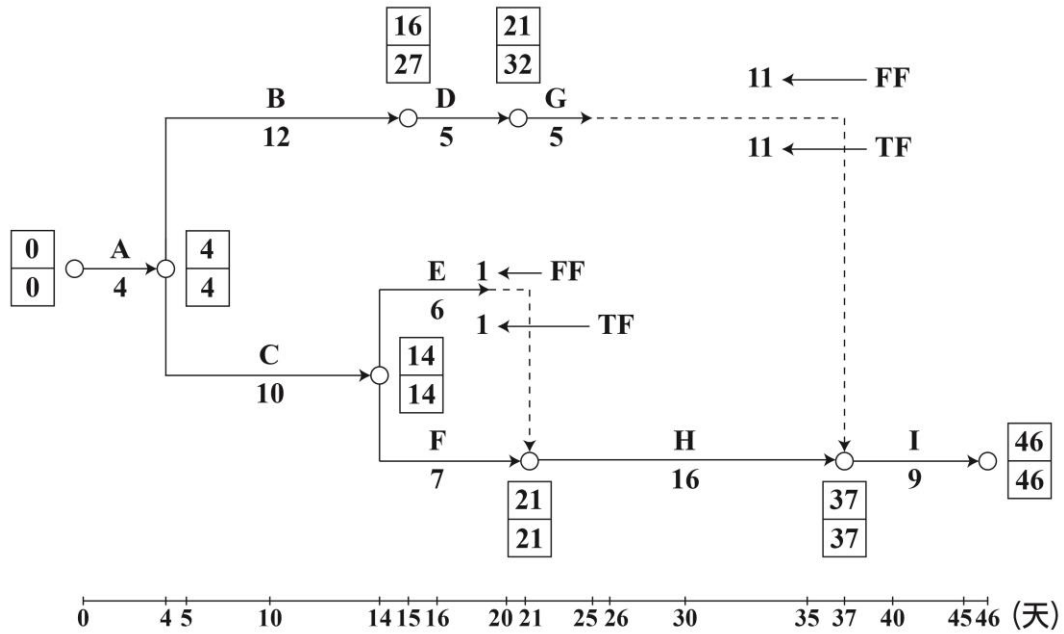 16 21
27 32
11 FF
B D G
12 5 5
11 TF
0 A 4
0 4 4
E 1 FF
6
1 TF
C 14
10 14
F H I 46
7 16 9 46
21 37
21 37
0 4 5 10 14 15 16 20 21 25 26 30 35 37 40 45 46 (天)